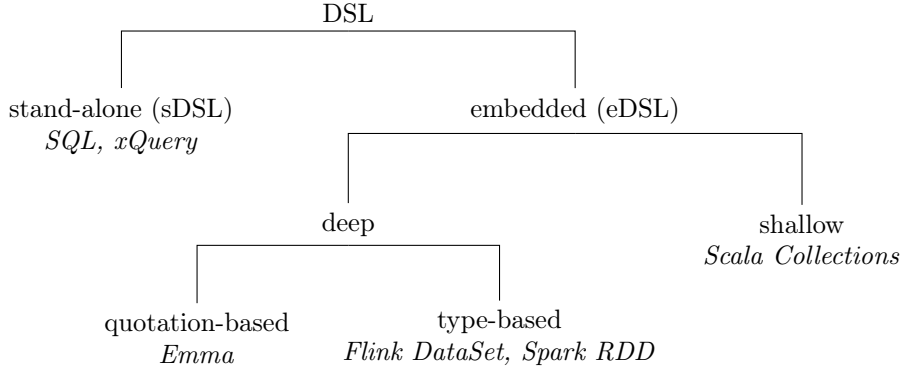 DSL
stand-alone (sDSL)
SQL, xQuery
embedded (eDSL)
deep
shallow
Scala Collections
quotation-based
Emma
type-based
Flink DataSet, Spark RDD